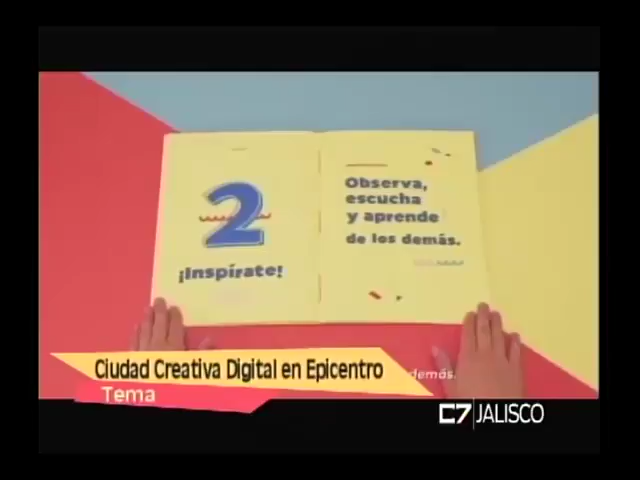 2
¡Inspírate!
Observa,
escucha
y aprende
de los demás.
demás.
Ciudad Creativa Digital en Epicentro
Tema
C7 JALISCO